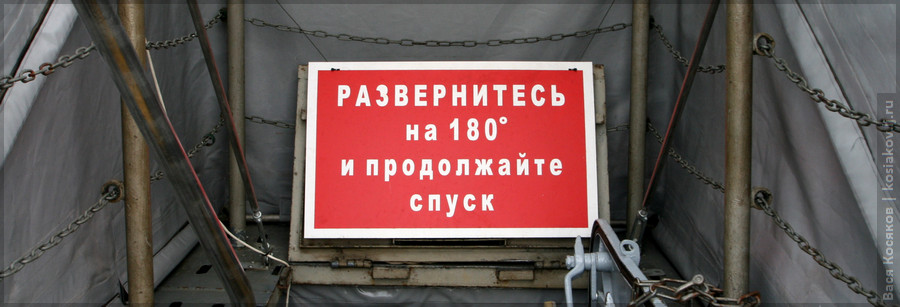 РАЗВЕРНИТЕСЬ
на 180°
и продолжайте
спуск
Вася Косяков | kosiakov.ru